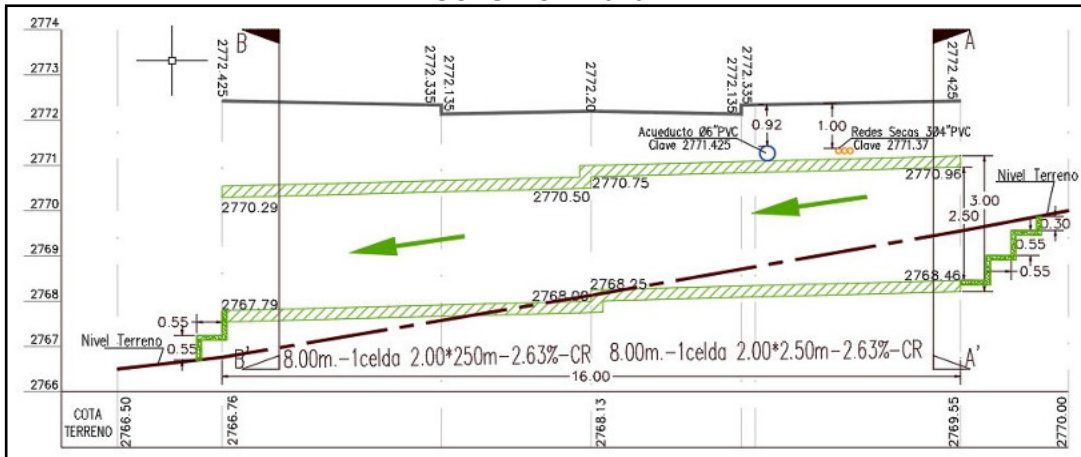 2774
2773
2772
2771
2770
2769
2768
2767
2766
B
A
2772.425
2772.335
2772.135
2772.20
2772.335
2772.135
2772.425
0.92
1.00
Acueducto Ø6"PVC
Clave 2771.425
Redes Secas 3Ø4"PVC
Clave 2771.37
2770.29
2770.50
2770.75
2770.96
Nivel Terreno
3.00
2.50
0.30
0.55
0.55
2767.79
2768.00
2768.25
2768.46
0.55
Nivel Terreno
0.55
B'
8.00m.-1celda 2.00*250m-2.63%-CR
8.00m.-1celda 2.00*2.50m-2.63%-CR
A'
16.00
COTA
TERRENO
2766.50
2766.76
2768.13
2769.55
2770.00